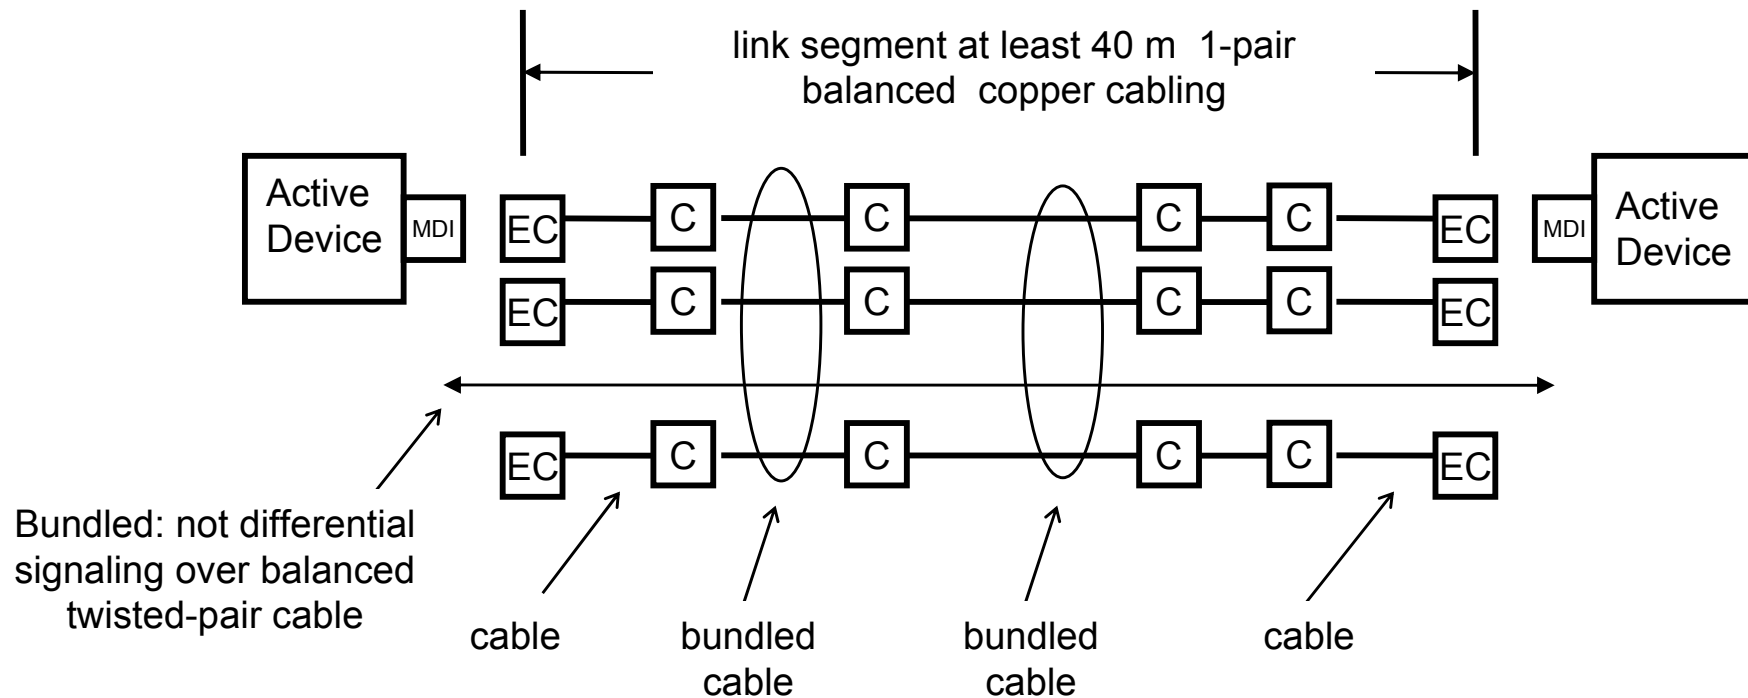 link segment at least 40 m 1-pair
balanced copper cabling
Active
Device
MDI
EC
C
C
C
C
EC
MDI
Active
Device
EC
C
C
C
C
EC
EC
C
C
C
C
EC
Bundled: not differential
signaling over balanced
twisted-pair cable
cable
bundled
cable
bundled
cable
cable